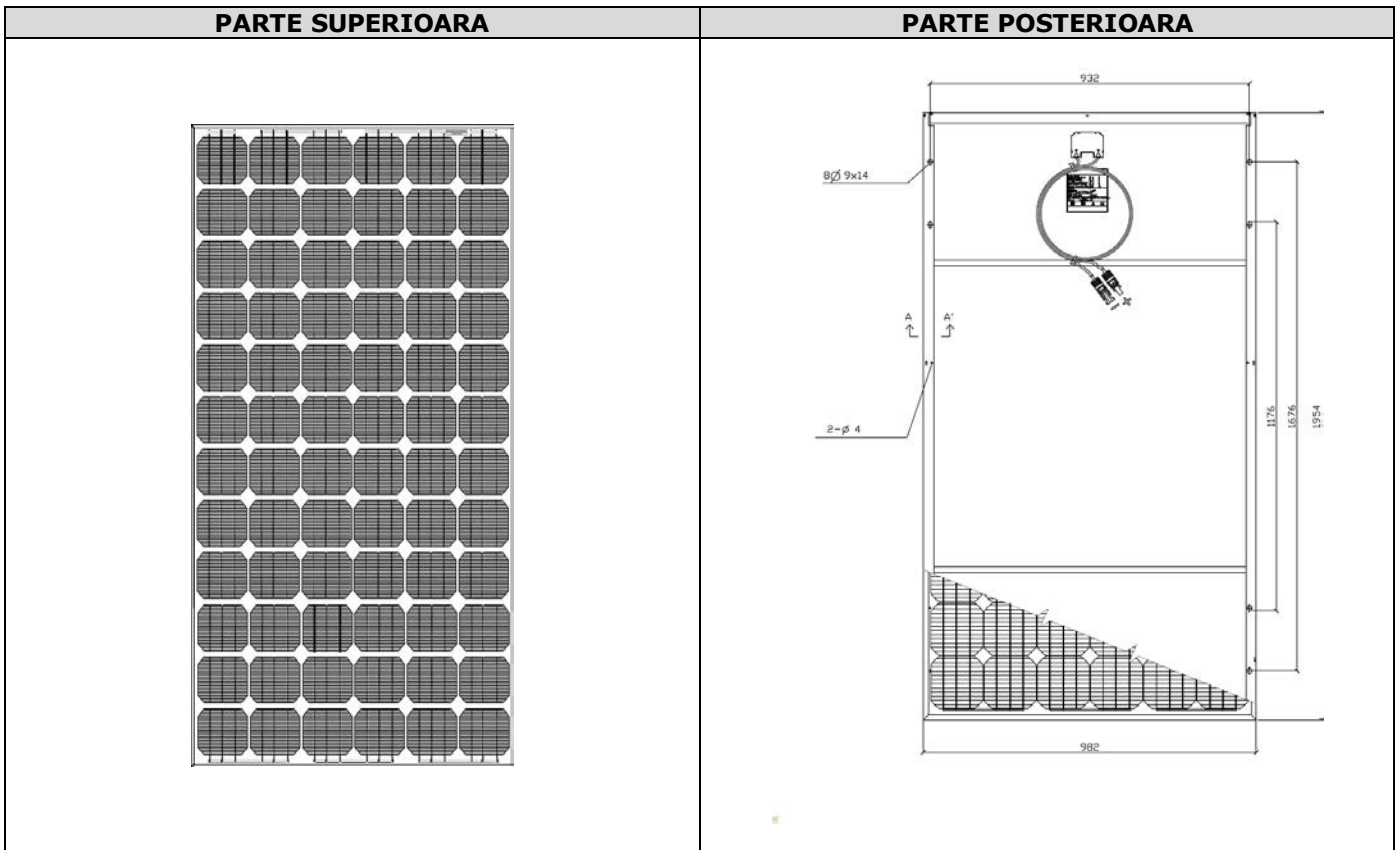 PARTE SUPERIOARA
PARTE POSTERIOARA
932
8Ø 9x14
A A'
2-Ø 4
1176
1676
1954
982